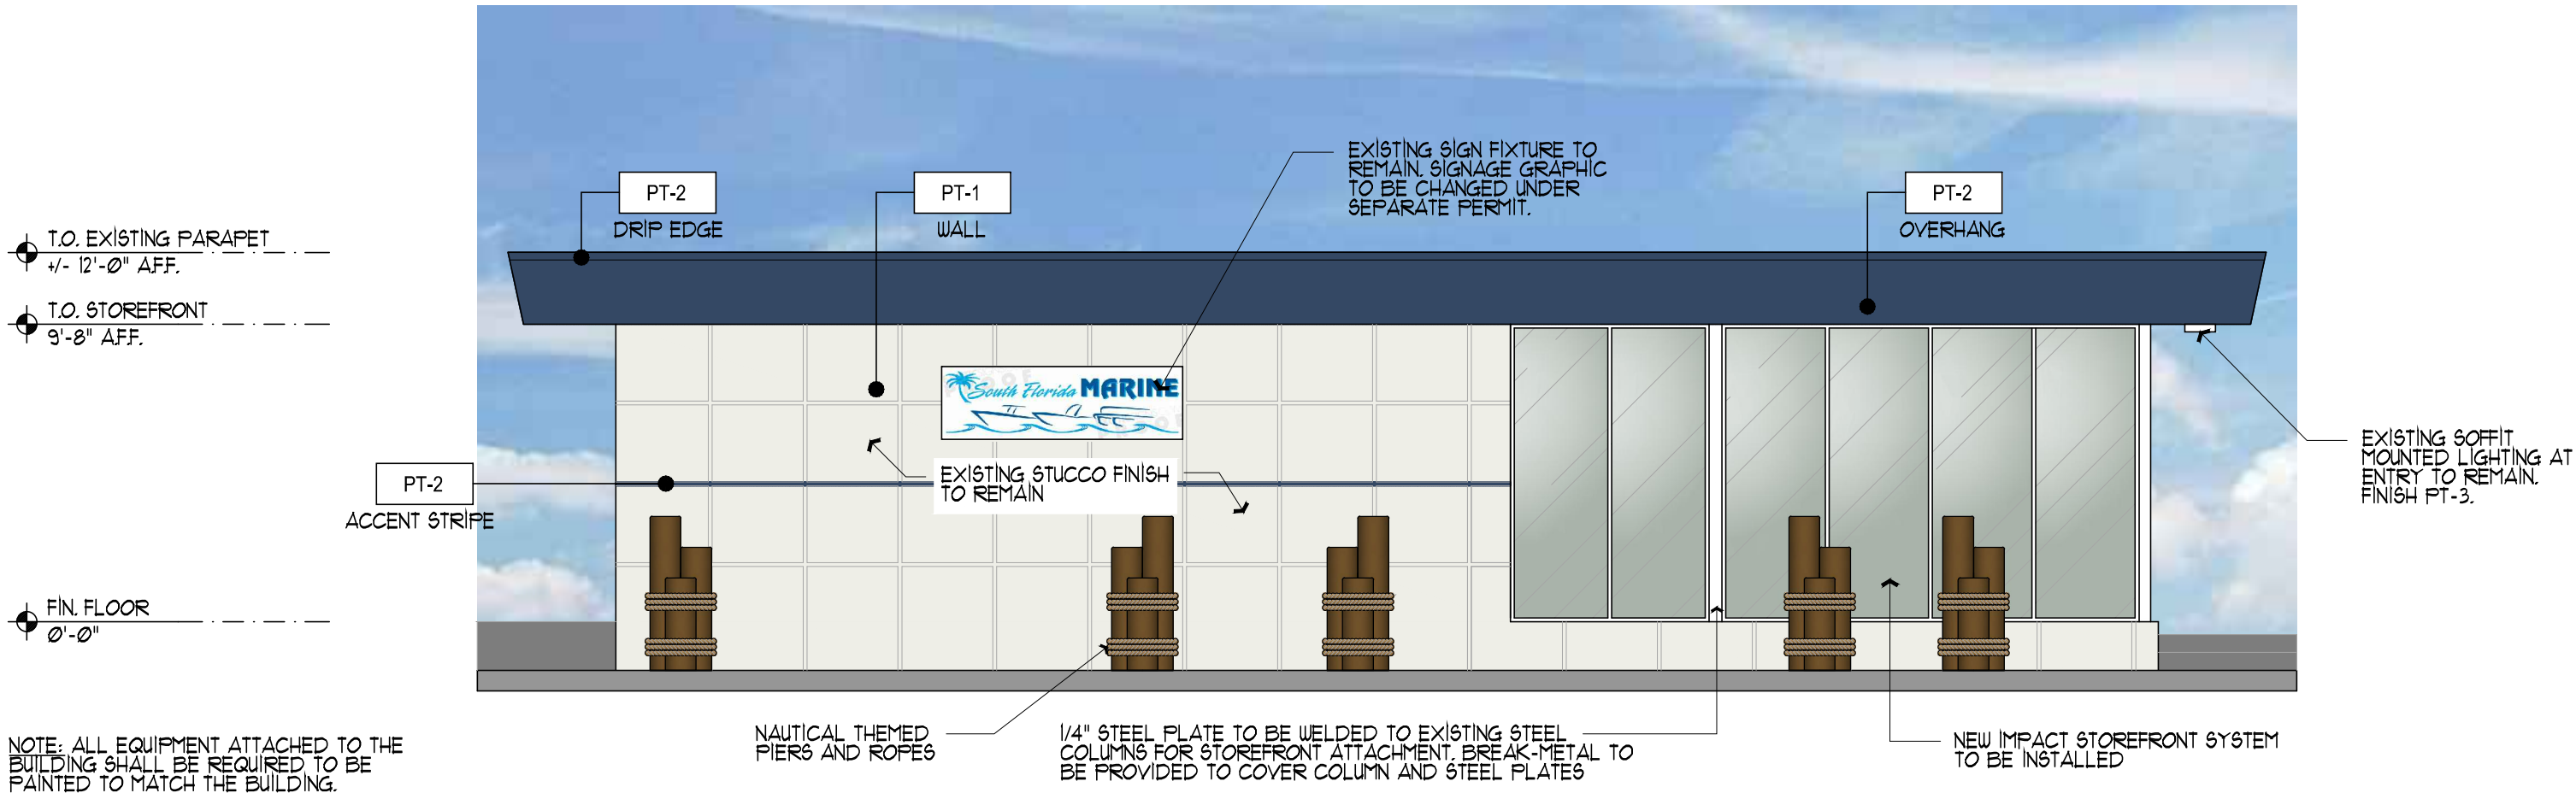 EXISTING SIGN FIXTURE TO
REMAIN. SIGNAGE GRAPHIC
TO BE CHANGED UNDER
SEPARATE PERMIT.
PT-2
DRIP EDGE
PT-1
WALL
PT-2
OVERHANG
T.O. EXISTING PARAPET
+/- 12'-0" A.F.F.
T.O. STOREFRONT
9'-8" A.F.F.
South Florida MARINE
PROOF
PROOF
EXISTING STUCCO FINISH
TO REMAIN
EXISTING SOFFIT
MOUNTED LIGHTING AT
ENTRY TO REMAIN.
FINISH PT-3.
PT-2
ACCENT STRIPE
FIN. FLOOR
0'-0"
NOTE: ALL EQUIPMENT ATTACHED TO THE
BUILDING SHALL BE REQUIRED TO BE
PAINTED TO MATCH THE BUILDING.
NAUTICAL THEMED
PIERS AND ROPES
1/4" STEEL PLATE TO BE WELDED TO EXISTING STEEL
COLUMNS FOR STOREFRONT ATTACHMENT. BREAK-METAL TO
BE PROVIDED TO COVER COLUMN AND STEEL PLATES
NEW IMPACT STOREFRONT SYSTEM
TO BE INSTALLED